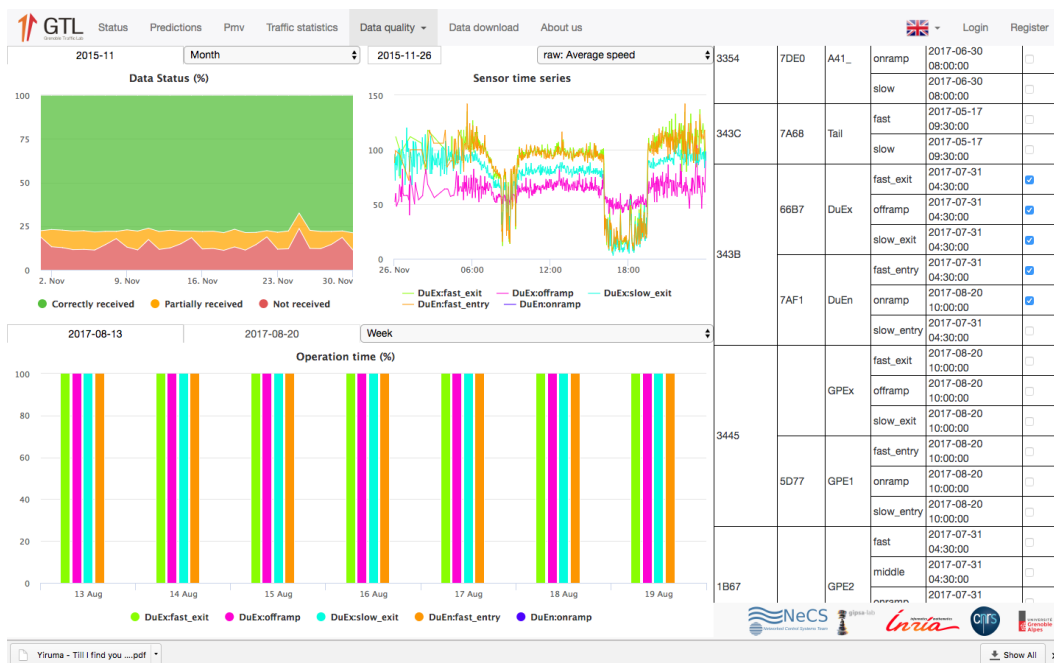 GTL Status Predictions Pmv Traffic statistics Data quality Data download About us Login Register
Grenoble Traffic Lab
2015-11 Month 2015-11-26 raw: Average speed
Data Status (%)
100
75
50
25
0
2. Nov 9. Nov 16. Nov 23. Nov 30. Nov
Correctly received Partially received Not received
Sensor time series
150
100
50
0
26. Nov 06:00 12:00 18:00
DuEx:fast_exit DuEx:offramp DuEx:slow_exit
DuEn:fast_entry DuEn:onramp
2017-08-13 2017-08-20 Week
Operation time (%)
100
80
60
40
20
0
13 Aug 14 Aug 15 Aug 16 Aug 17 Aug 18 Aug 19 Aug
DuEx:fast_exit DuEx:offramp DuEx:slow_exit DuEn:fast_entry DuEn:onramp
3354 7DE0 A41_ onramp 2017-06-30
08:00:00
slow 2017-06-30
08:00:00
343C 7A68 Tail fast 2017-05-17
09:30:00
slow 2017-05-17
09:30:00
343B 66B7 DuEx fast_exit 2017-07-31
04:30:00
offramp 2017-07-31
04:30:00
slow_exit 2017-07-31
04:30:00
7AF1 DuEn fast_entry 2017-07-31
04:30:00
onramp 2017-08-20
10:00:00
slow_entry 2017-07-31
04:30:00
3445 GPEx fast_exit 2017-08-20
10:00:00
offramp 2017-08-20
10:00:00
slow_exit 2017-08-20
10:00:00
5D77 GPE1 fast_entry 2017-08-20
10:00:00
onramp 2017-08-20
10:00:00
slow_entry 2017-08-20
10:00:00
1B67 GPE2 fast 2017-07-31
04:30:00
middle 2017-07-31
04:30:00
onramp 2017-07-31
NeCS gipsa-lab Inria cnrs UNIVERSITÉ
Grenoble
Alpes
Networked Control Systems Team
Yiruma - Till I find you ....pdf Show All